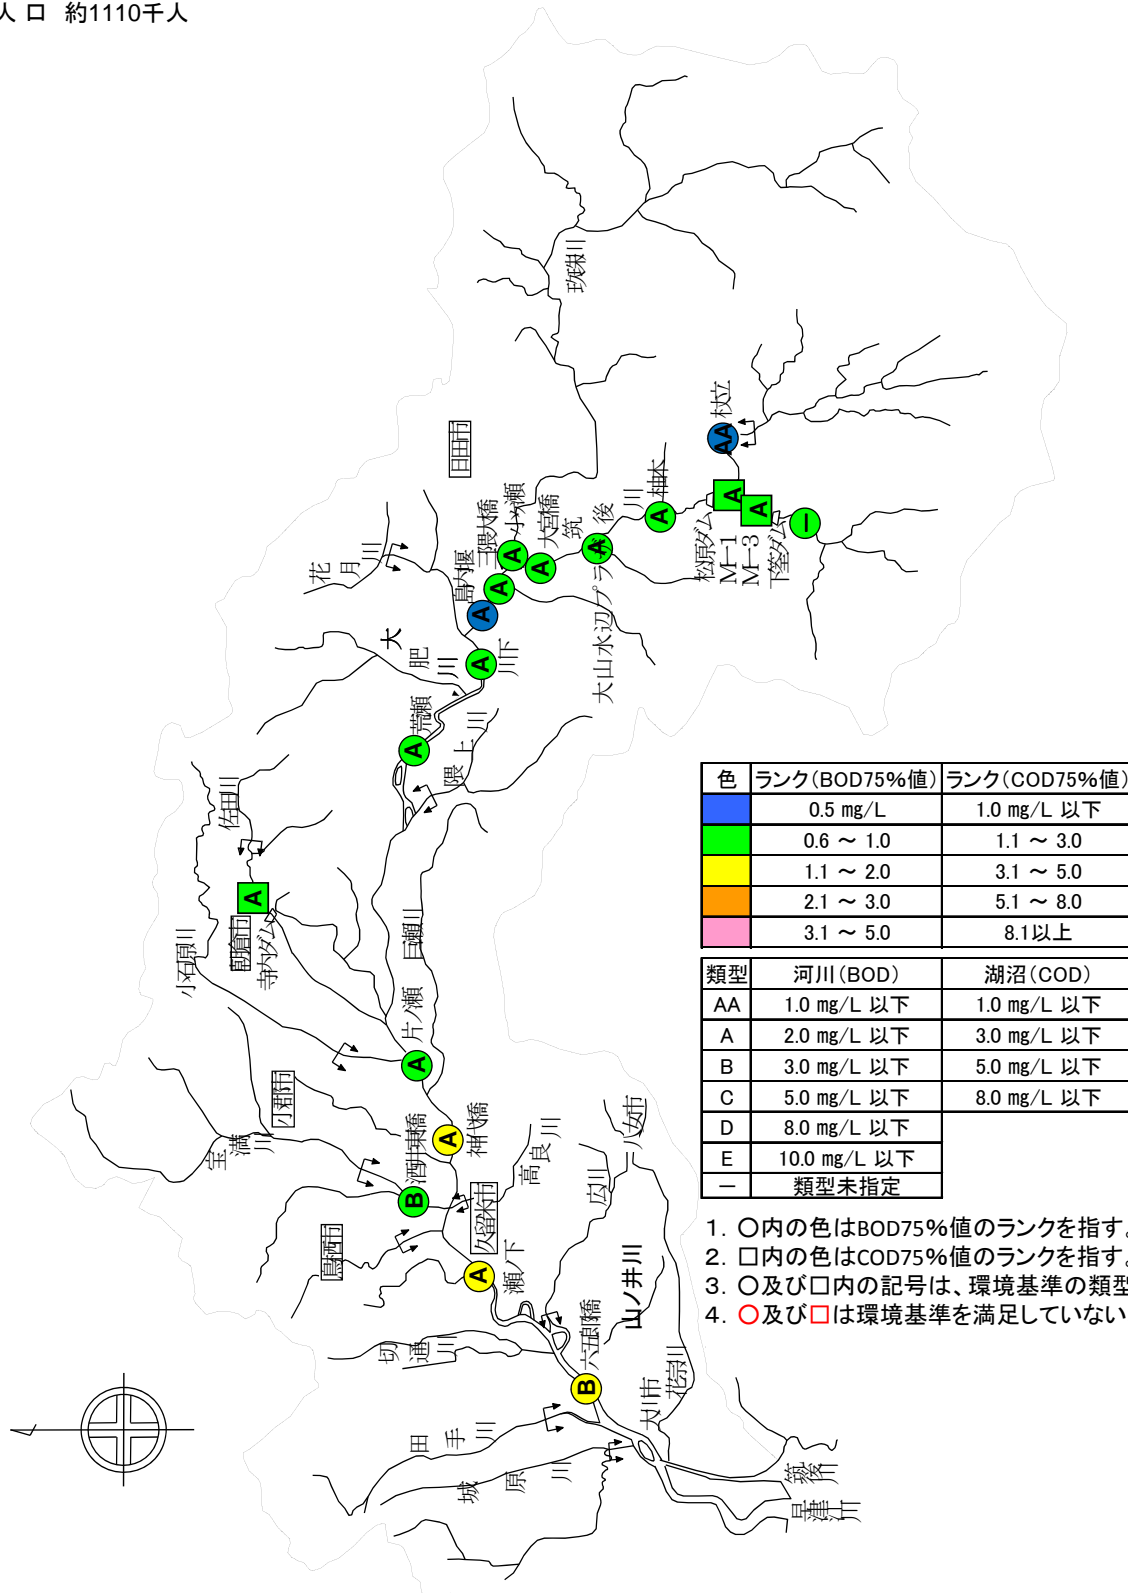 人 口 約1110千人
玖珠川
日田市
杖立
AA
花月川
島内堰
三隈大橋
小ヶ瀬
大宮橋
筑後川
柚木
A
A
A
A
A
A
A
A
松原ダム
M-1
M-3
下筌ダム
―
大肥川
川下
A
大山水辺プラザ
荒瀬
A
隈上川
佐田川
A
朝倉市
寺内ダム
小石原川
巨瀬川
片ノ瀬
A
小郡市
宝満川
酒井東橋
B
A
神代橋
高良川
久留米市
鳥栖市
A
瀬ノ下
広川
八女市
山ノ井川
切通川
六五郎橋
B
大川市
花宗川
田手川
城原川
筑後川
早津江川
色 ランク(BOD75%値) ランク(COD75%値)
0.5 ㎎/L 1.0 ㎎/L 以下
0.6 ～ 1.0 1.1 ～ 3.0
1.1 ～ 2.0 3.1 ～ 5.0
2.1 ～ 3.0 5.1 ～ 8.0
3.1 ～ 5.0 8.1以上
類型 河川(BOD) 湖沼(COD)
AA 1.0 ㎎/L 以下 1.0 ㎎/L 以下
A 2.0 ㎎/L 以下 3.0 ㎎/L 以下
B 3.0 ㎎/L 以下 5.0 ㎎/L 以下
C 5.0 ㎎/L 以下 8.0 ㎎/L 以下
D 8.0 ㎎/L 以下
E 10.0 ㎎/L 以下
― 類型未指定
1. ○内の色はBOD75%値のランクを指す。
2. □内の色はCOD75%値のランクを指す。
3. ○及び□内の記号は、環境基準の類型
4. ○及び□は環境基準を満足していない